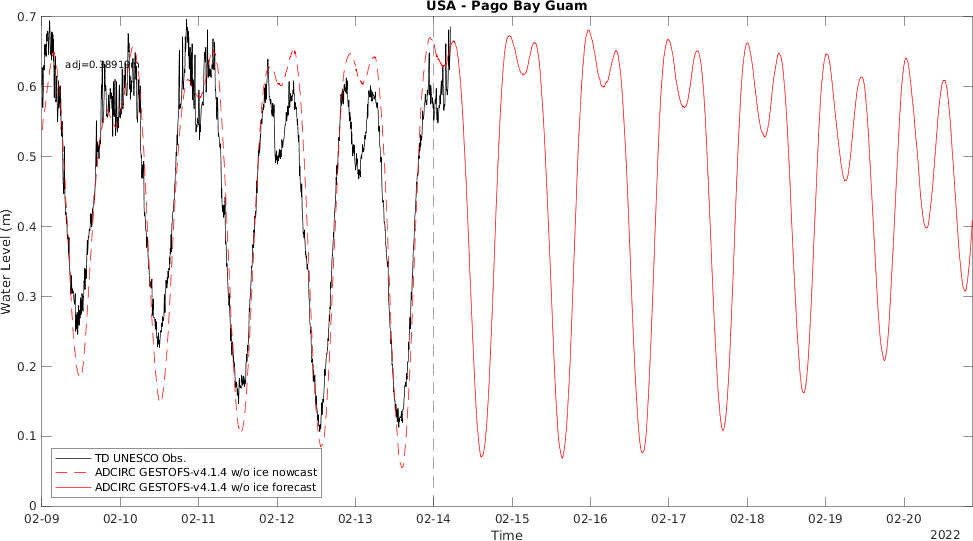 USA - Pago Bay Guam
0.7
0.6
0.5
0.4
0.3
0.2
0.1
0
Water Level (m)
TD UNESCO Obs.
ADCIRC GESTOFS-v4.1.4 w/o ice nowcast
ADCIRC GESTOFS-v4.1.4 w/o ice forecast
02-09 02-10 02-11 02-12 02-13 02-14 02-15 02-16 02-17 02-18 02-19 02-20
Time
2022